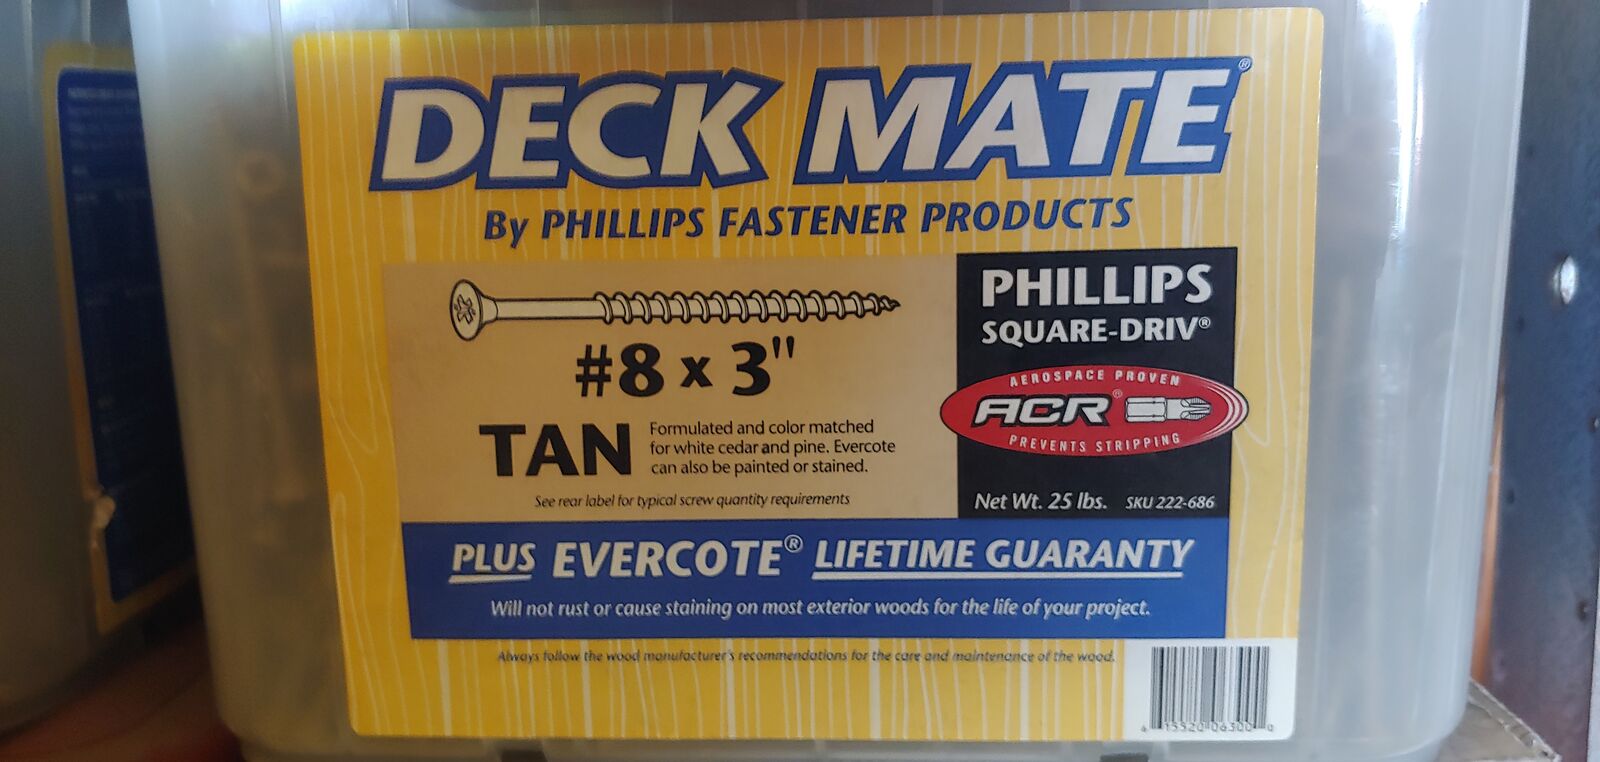 DECK MATE®
By PHILLIPS FASTENER PRODUCTS
PHILLIPS
SQUARE-DRIV®
#8 x 3"
AEROSPACE PROVEN
ACR®
PREVENTS STRIPPING
TAN
Formulated and color matched
for white cedar and pine. Evercote
can also be painted or stained.
See rear label for typical screw quantity requirements
Net Wt. 25 lbs. SKU 222-686
PLUS EVERCOTE® LIFETIME GUARANTY
Will not rust or cause staining on most exterior woods for the life of your project.
Always follow the wood manufacturer's recommendations for the care and maintenance of the wood.
6 15520 06300 0